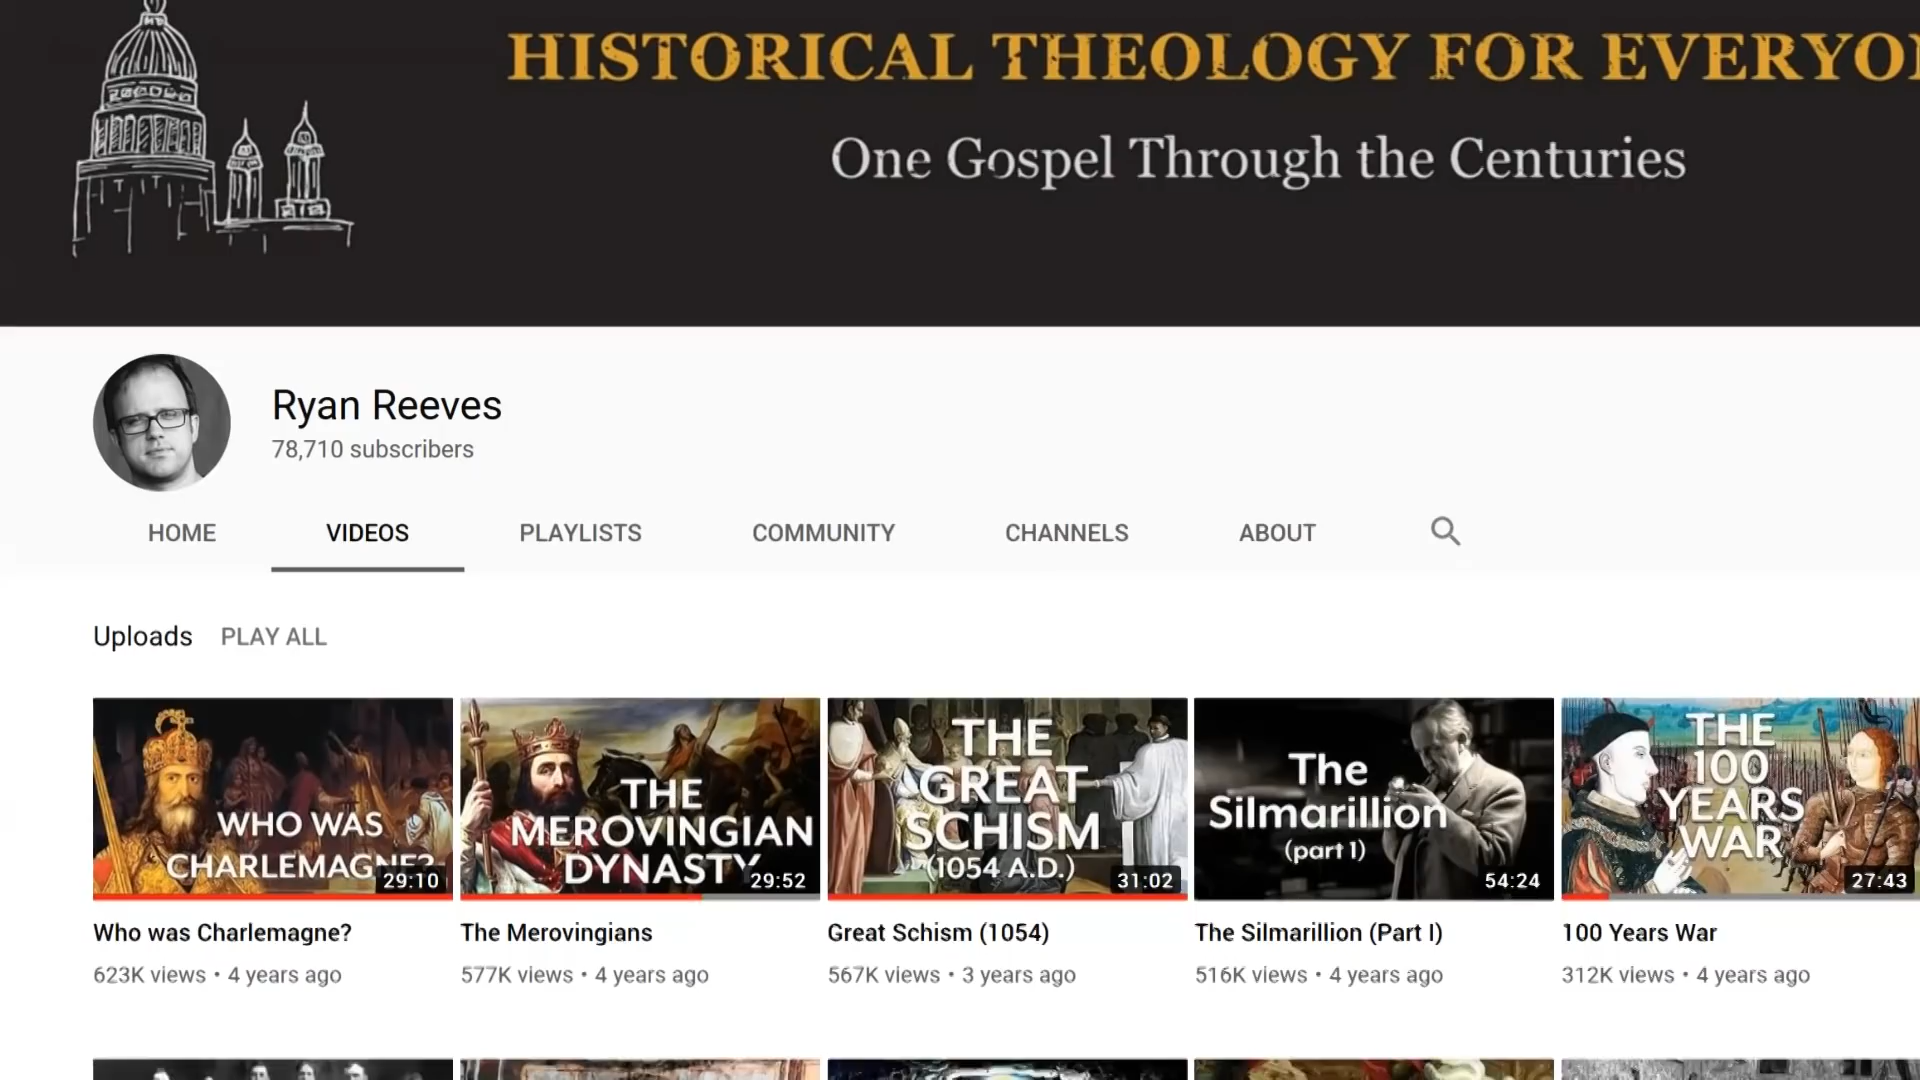 HISTORICAL THEOLOGY FOR EVERYO
One Gospel Through the Centuries
Ryan Reeves
78,710 subscribers
HOME VIDEOS PLAYLISTS COMMUNITY CHANNELS ABOUT
Uploads PLAY ALL
WHO WAS
CHARLEMAGNE?
29:10
THE
MEROVINGIAN
DYNASTY
29:52
THE
GREAT
SCHISM
(1054 A.D.)
31:02
The
Silmarillion
(part 1)
54:24
THE
100
YEARS
WAR
27:43
Who was Charlemagne?
623K views • 4 years ago
The Merovingians
577K views • 4 years ago
Great Schism (1054)
567K views • 3 years ago
The Silmarillion (Part I)
516K views • 4 years ago
100 Years War
312K views • 4 years ago